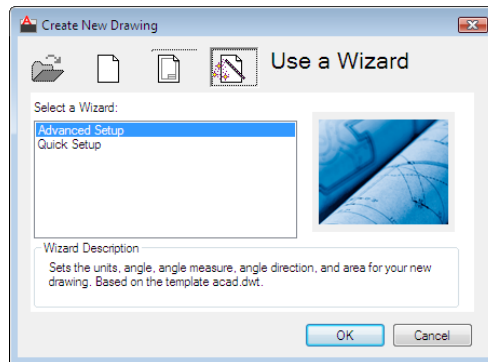 Create New Drawing
Use a Wizard
Select a Wizard:
Advanced Setup
Quick Setup
Wizard Description
Sets the units, angle, angle measure, angle direction, and area for your new
drawing. Based on the template acad.dwt.
OK
Cancel